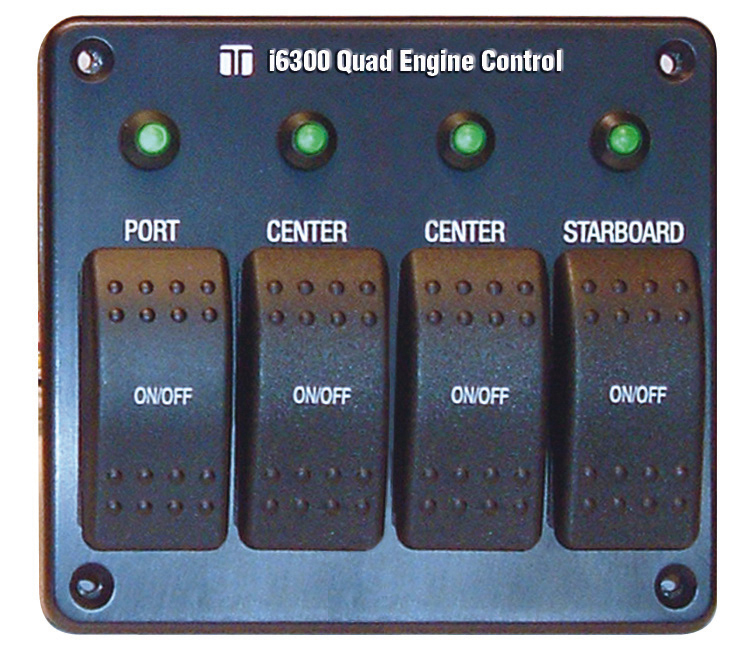 i6300 Quad Engine Control
PORT CENTER CENTER STARBOARD
ON/OFF ON/OFF ON/OFF ON/OFF